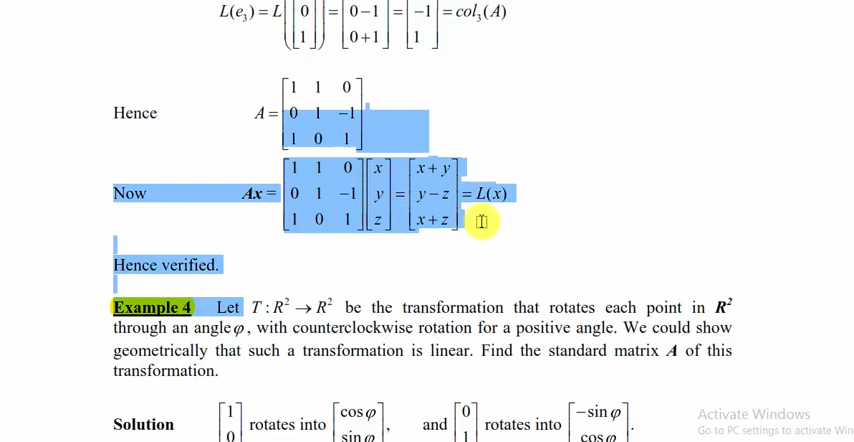 L(e₃) = L([0 1]) = [0 − 1 0 + 1] = [−1 1] = col₃(A)
Hence A = [1 1 0
0 1 −1
1 0 1]
Now Ax = [1 1 0 0 1 −1 1 0 1][x y z] = [x + y y − z x + z] = L(x)
Hence verified.
Example 4 Let T : R² → R² be the transformation that rotates each point in R²
through an angle φ, with counterclockwise rotation for a positive angle. We could show
geometrically that such a transformation is linear. Find the standard matrix A of this
transformation.
Solution [1 0] rotates into [cos φ sin φ], and [0 1] rotates into [−sin φ cos φ].
Activate Windows
Go to PC settings to activate Win